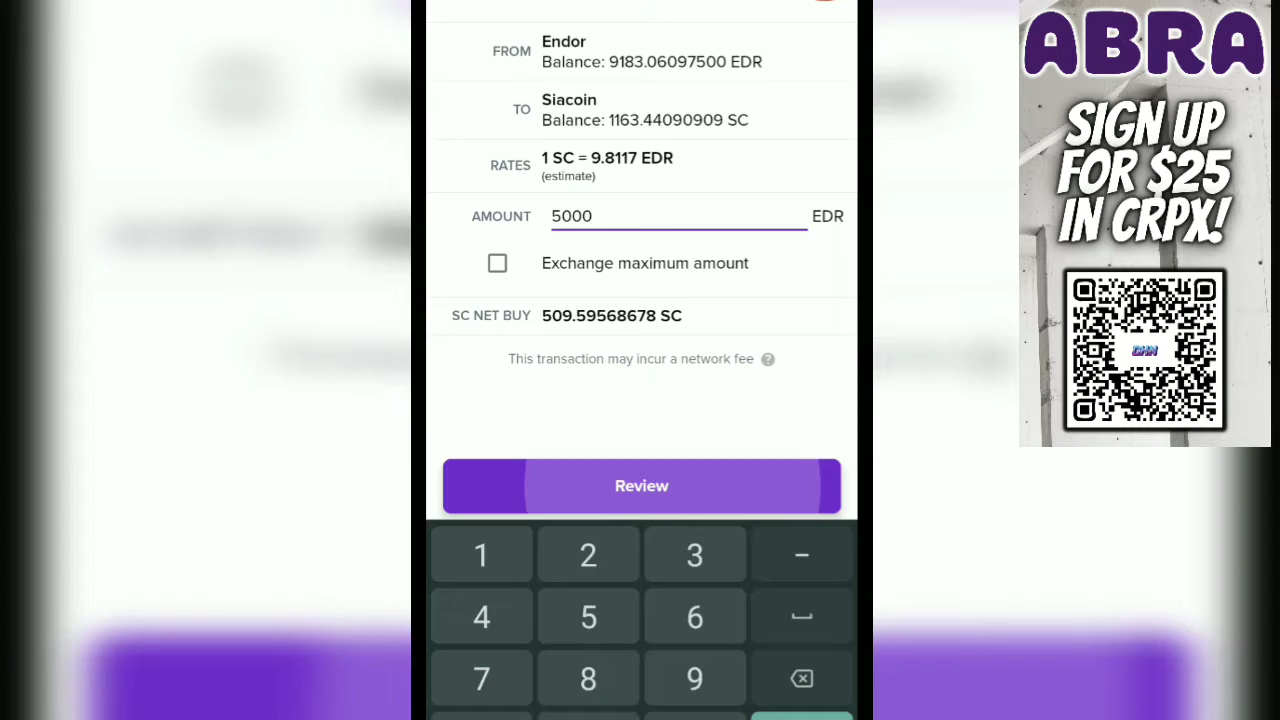 FROM
Endor
Balance: 9183.06097500 EDR
TO
Siacoin
Balance: 1163.44090909 SC
RATES
1 SC = 9.8117 EDR
(estimate)
AMOUNT 5000 EDR
Exchange maximum amount
SC NET BUY 509.59568678 SC
This transaction may incur a network fee ?
Review
1 2 3 –
4 5 6
7 8 9
ABRA
SIGN UP
FOR $25
IN CRPX!
DHM